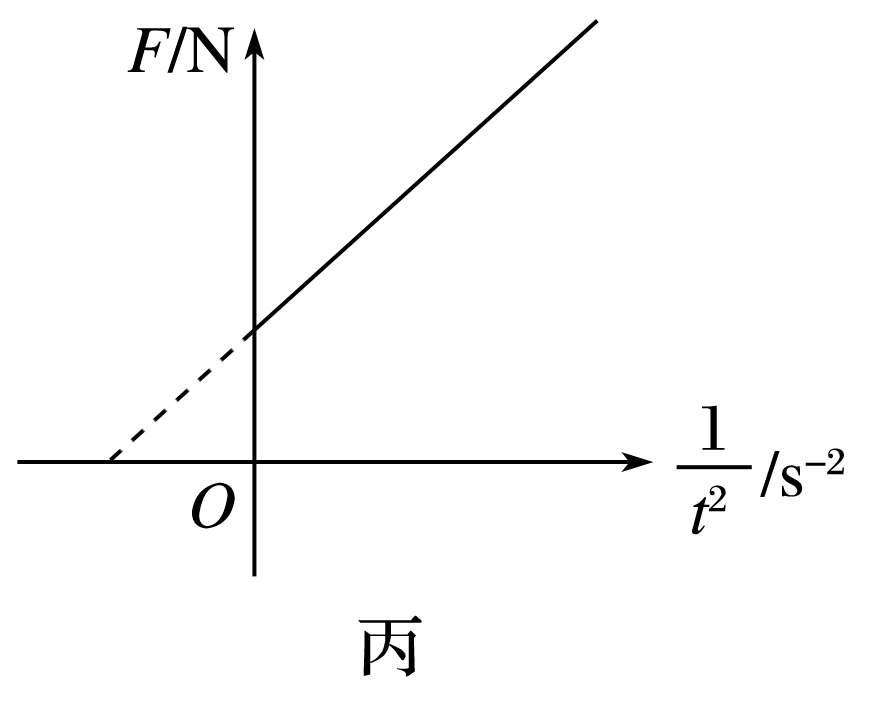 F/N
O
1/t² /s⁻²
丙